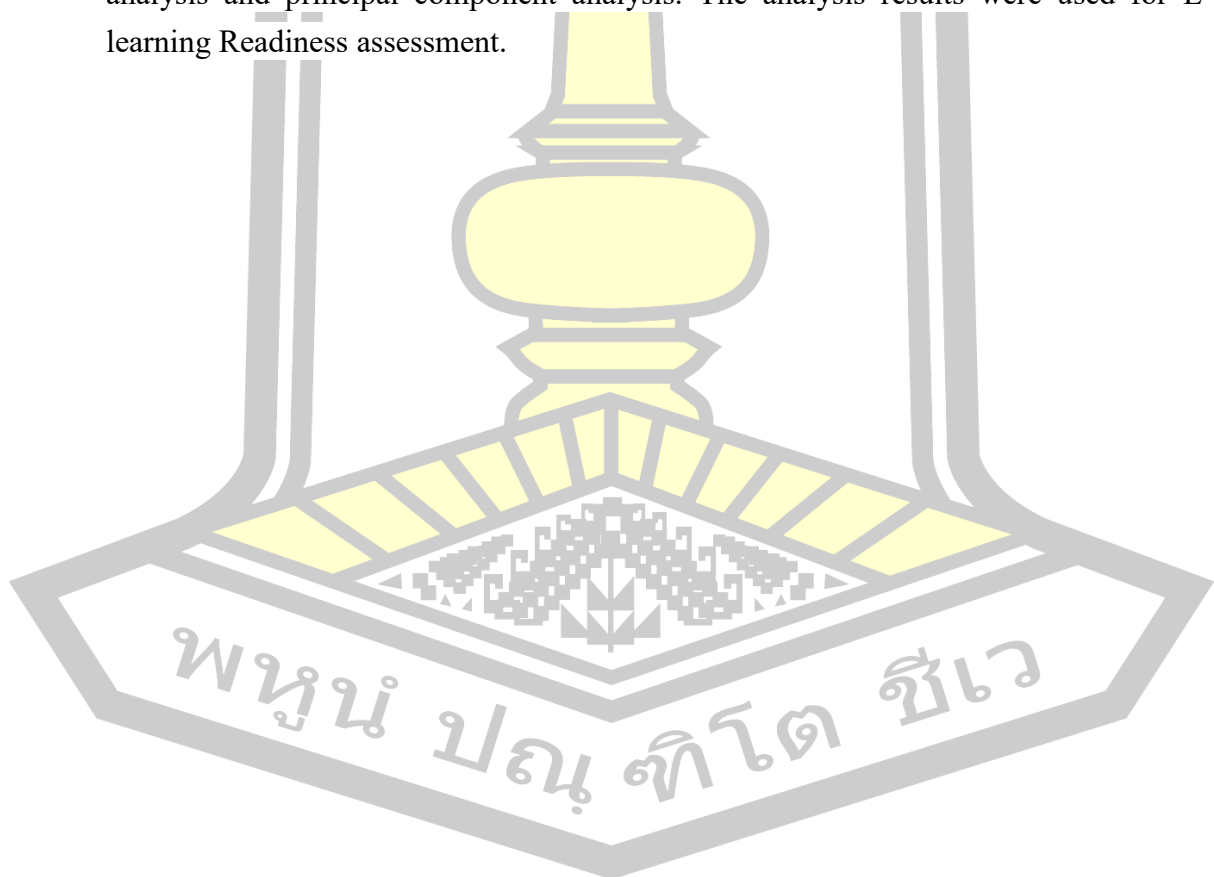 analysis and principal component analysis. The analysis results were used for E
learning Readiness assessment.
พหูนํ ปณฺฑิโต ชีเว